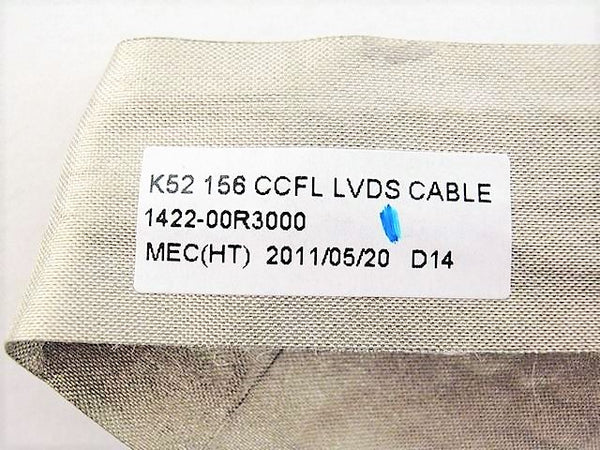 K52 156 CCFL LVDS CABLE
1422-00R3000
MEC(HT) 2011/05/20 D14